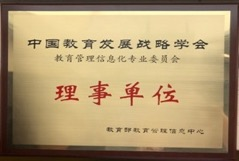 中国教育发展战略学会
教育管理信息化专业委员会
理事单位
教育部教育管理信息中心